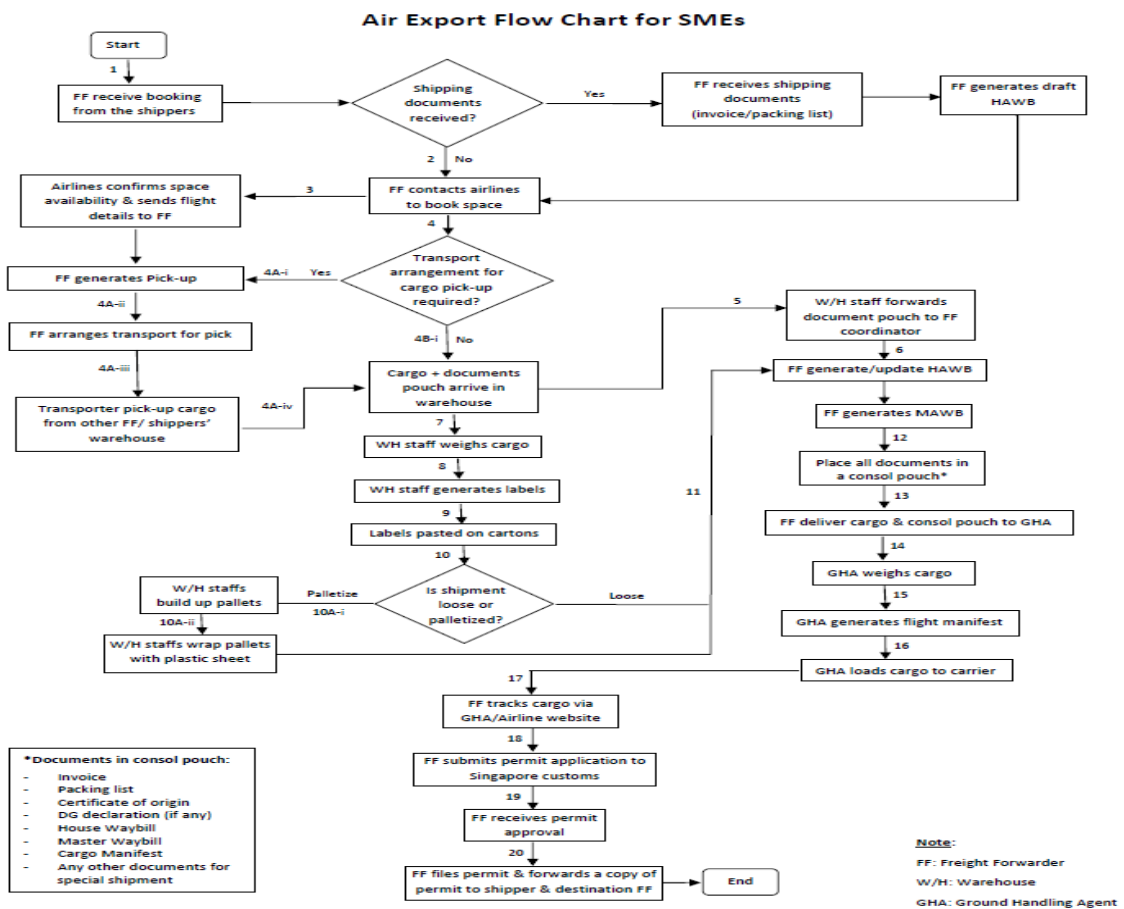 Air Export Flow Chart for SMEs
Start
1
FF receive booking
from the shippers
Shipping
documents
received?
Yes
FF receives shipping
documents
(invoice/packing list)
FF generates draft
HAWB
2
No
Airlines confirms space
availability & sends flight
details to FF
3
FF contacts airlines
to book space
4
Transport
arrangement for
cargo pick-up
required?
4A-i
Yes
FF generates Pick-up
4A-ii
FF arranges transport for pick
4A-iii
Transporter pick-up cargo
from other FF/ shippers'
warehouse
4A-iv
4B-i
No
Cargo + documents
pouch arrive in
warehouse
5
W/H staff forwards
document pouch to FF
coordinator
6
FF generate/update HAWB
FF generates MAWB
12
Place all documents in
a consol pouch*
13
FF deliver cargo & consol pouch to GHA
14
GHA weighs cargo
15
GHA generates flight manifest
16
GHA loads cargo to carrier
7
WH staff weighs cargo
8
WH staff generates labels
9
Labels pasted on cartons
10
Is shipment
loose or
palletized?
Palletize
10A-i
Loose
11
W/H staffs
build up pallets
10A-ii
W/H staffs wrap pallets
with plastic sheet
17
FF tracks cargo via
GHA/Airline website
18
FF submits permit application to
Singapore customs
19
FF receives permit
approval
20
FF files permit & forwards a copy of
permit to shipper & destination FF
End
*Documents in consol pouch:
- Invoice
- Packing list
- Certificate of origin
- DG declaration (if any)
- House Waybill
- Master Waybill
- Cargo Manifest
- Any other documents for
special shipment
Note:
FF: Freight Forwarder
W/H: Warehouse
GHA: Ground Handling Agent